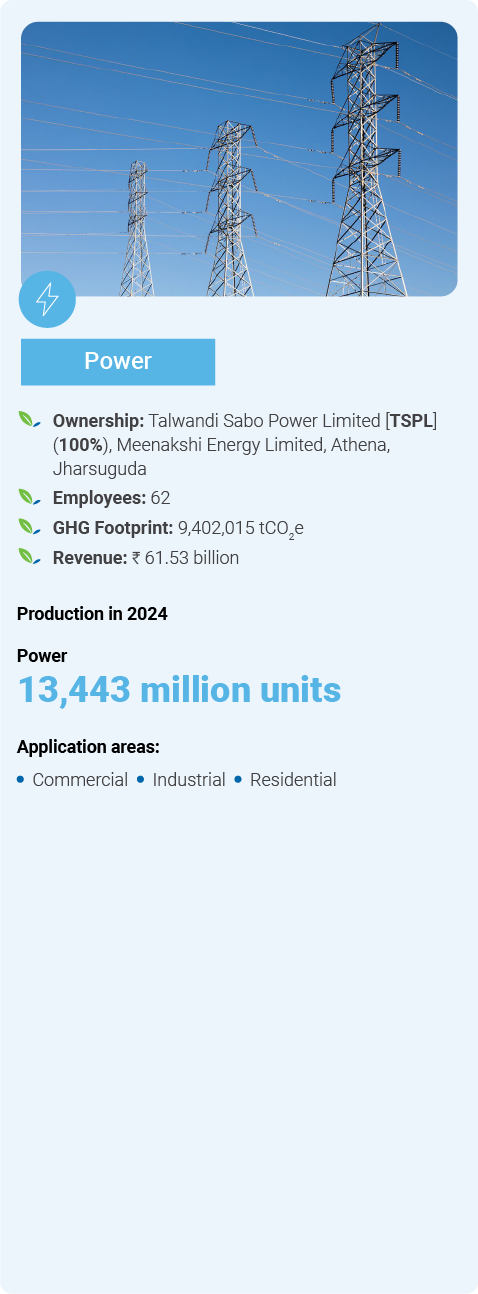 Power
Ownership: Talwandi Sabo Power Limited [TSPL]
(100%), Meenakshi Energy Limited, Athena,
Jharsuguda
Employees: 62
GHG Footprint: 9,402,015 tCO₂e
Revenue: ₹ 61.53 billion
Production in 2024
Power
13,443 million units
Application areas:
• Commercial • Industrial • Residential